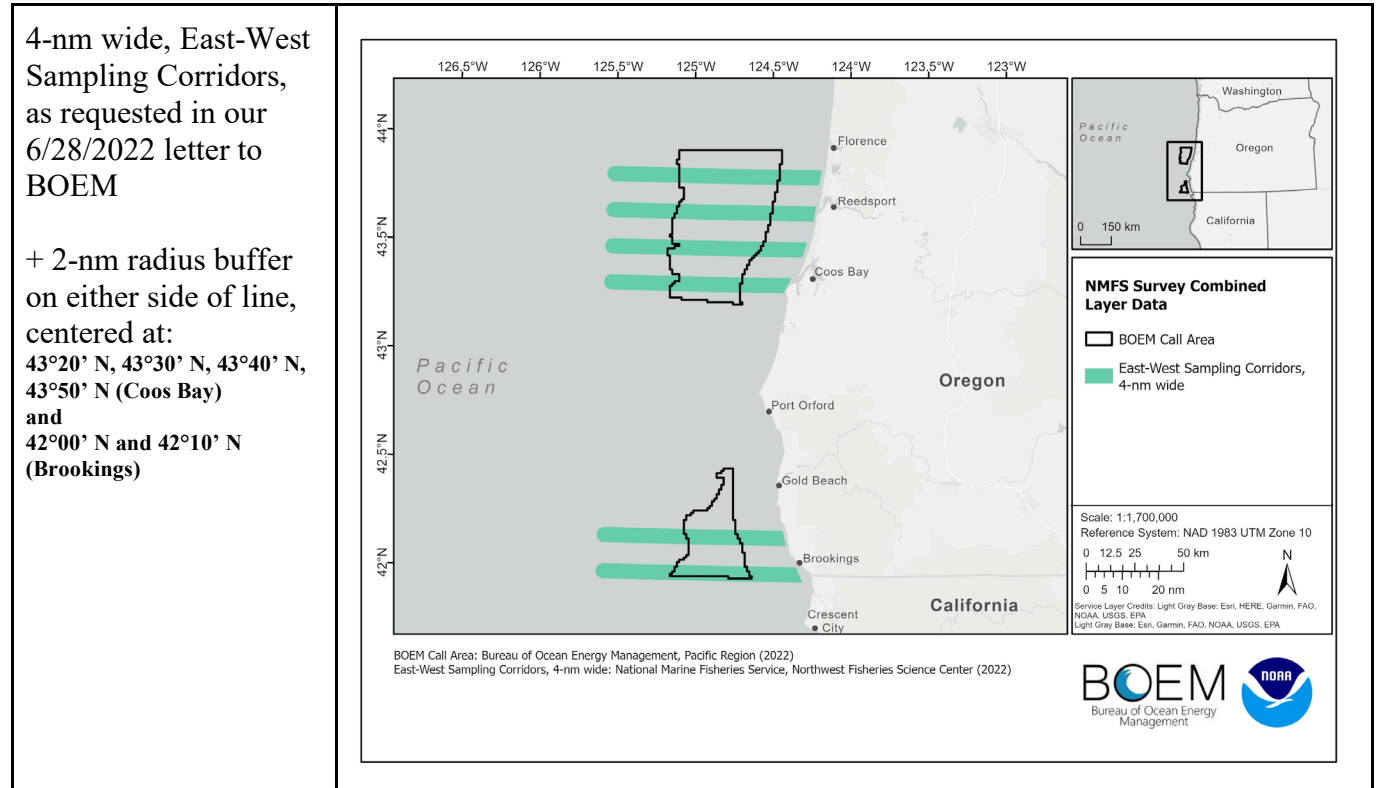 4-nm wide, East-West
Sampling Corridors,
as requested in our
6/28/2022 letter to
BOEM
+ 2-nm radius buffer
on either side of line,
centered at:
43°20’ N, 43°30’ N, 43°40’ N,
43°50’ N (Coos Bay)
and
42°00’ N and 42°10’ N
(Brookings)
126.5°W 126°W 125.5°W 125°W 124.5°W 124°W 123.5°W 123°W
44°N
43.5°N
43°N
42.5°N
42°N
Florence
Reedsport
Coos Bay
Pacific
Ocean
Oregon
Port Orford
Gold Beach
Brookings
California
Crescent
City
Washington
Pacific
Ocean
Oregon
California
0 150 km
NMFS Survey Combined
Layer Data
BOEM Call Area
East-West Sampling Corridors,
4-nm wide
Scale: 1:1,700,000
Reference System: NAD 1983 UTM Zone 10
0 12.5 25 50 km
N
0 5 10 20 nm
Service Layer Credits: Light Gray Base: Esri, HERE, Garmin, FAO,
NOAA, USGS, EPA
Light Gray Base: Esri, Garmin, FAO, NOAA, USGS, EPA
BOEM Call Area: Bureau of Ocean Energy Management, Pacific Region (2022)
East-West Sampling Corridors, 4-nm wide: National Marine Fisheries Service, Northwest Fisheries Science Center (2022)
BOEM
Bureau of Ocean Energy
Management
NOAA